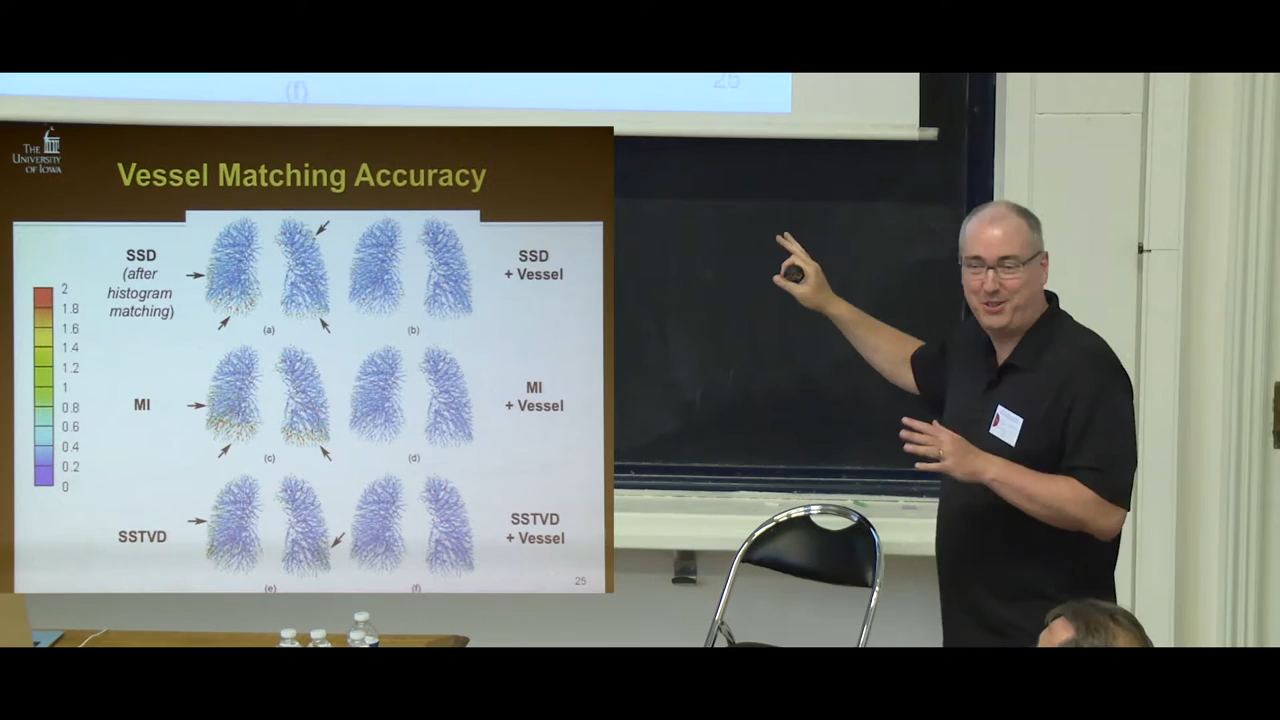 (f)
25
THE
UNIVERSITY
OF IOWA
Vessel Matching Accuracy
SSD
(after
histogram
matching)
SSD
+ Vessel
(a)
(b)
2
1.8
1.6
1.4
1.2
1
0.8
0.6
0.4
0.2
0
MI
MI
+ Vessel
(c)
(d)
SSTVD
SSTVD
+ Vessel
(e)
(f)
25